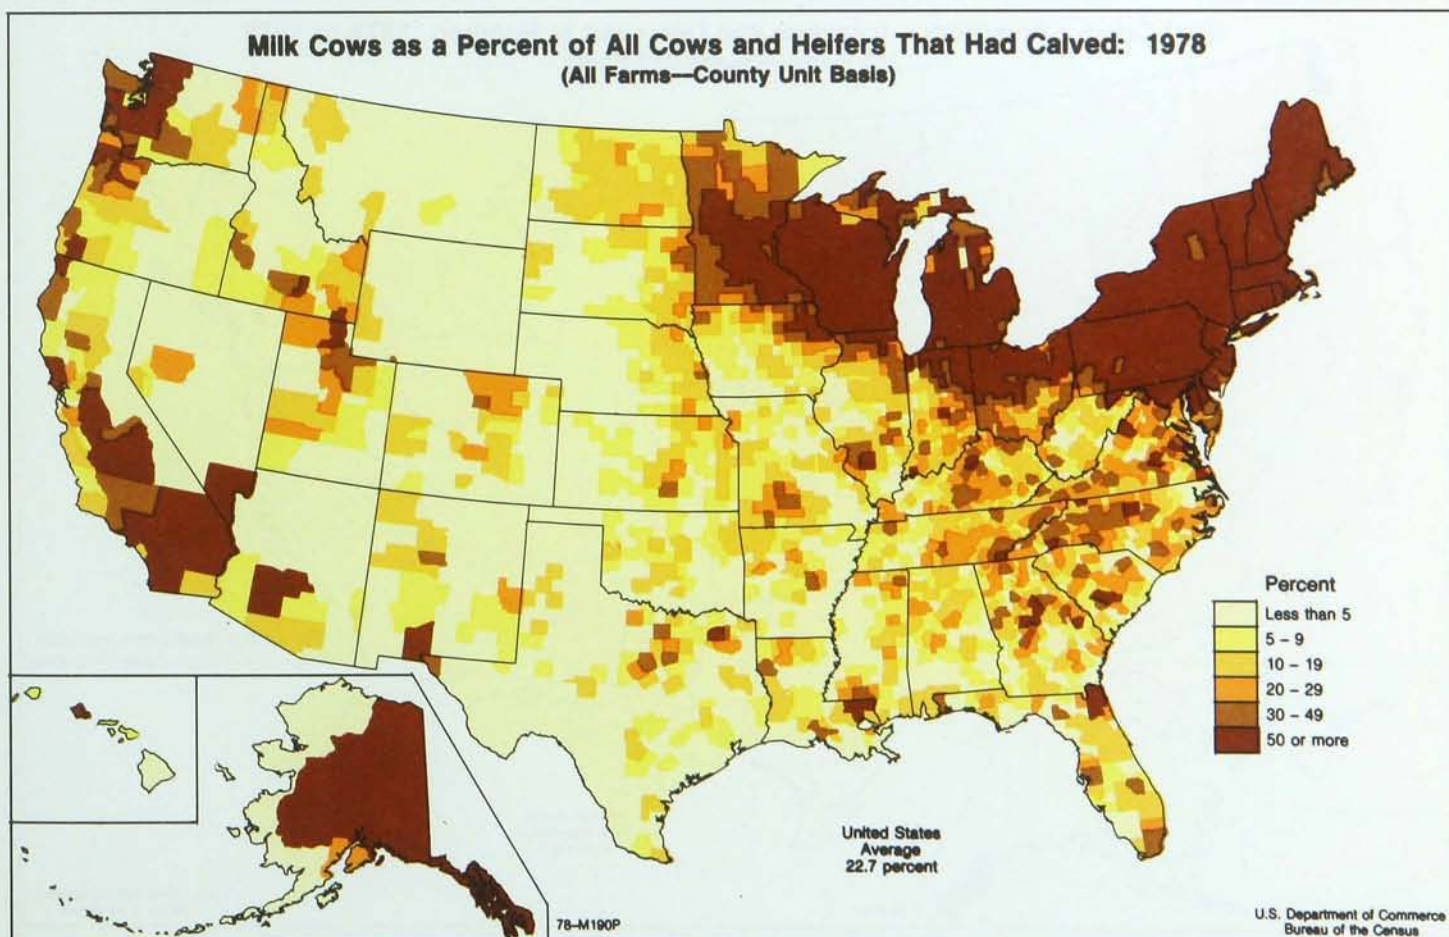 Milk Cows as a Percent of All Cows and Heifers That Had Calved: 1978
(All Farms—County Unit Basis)
Percent
Less than 5
5 – 9
10 – 19
20 – 29
30 – 49
50 or more
United States
Average
22.7 percent
78–M190P
U.S. Department of Commerce
Bureau of the Census